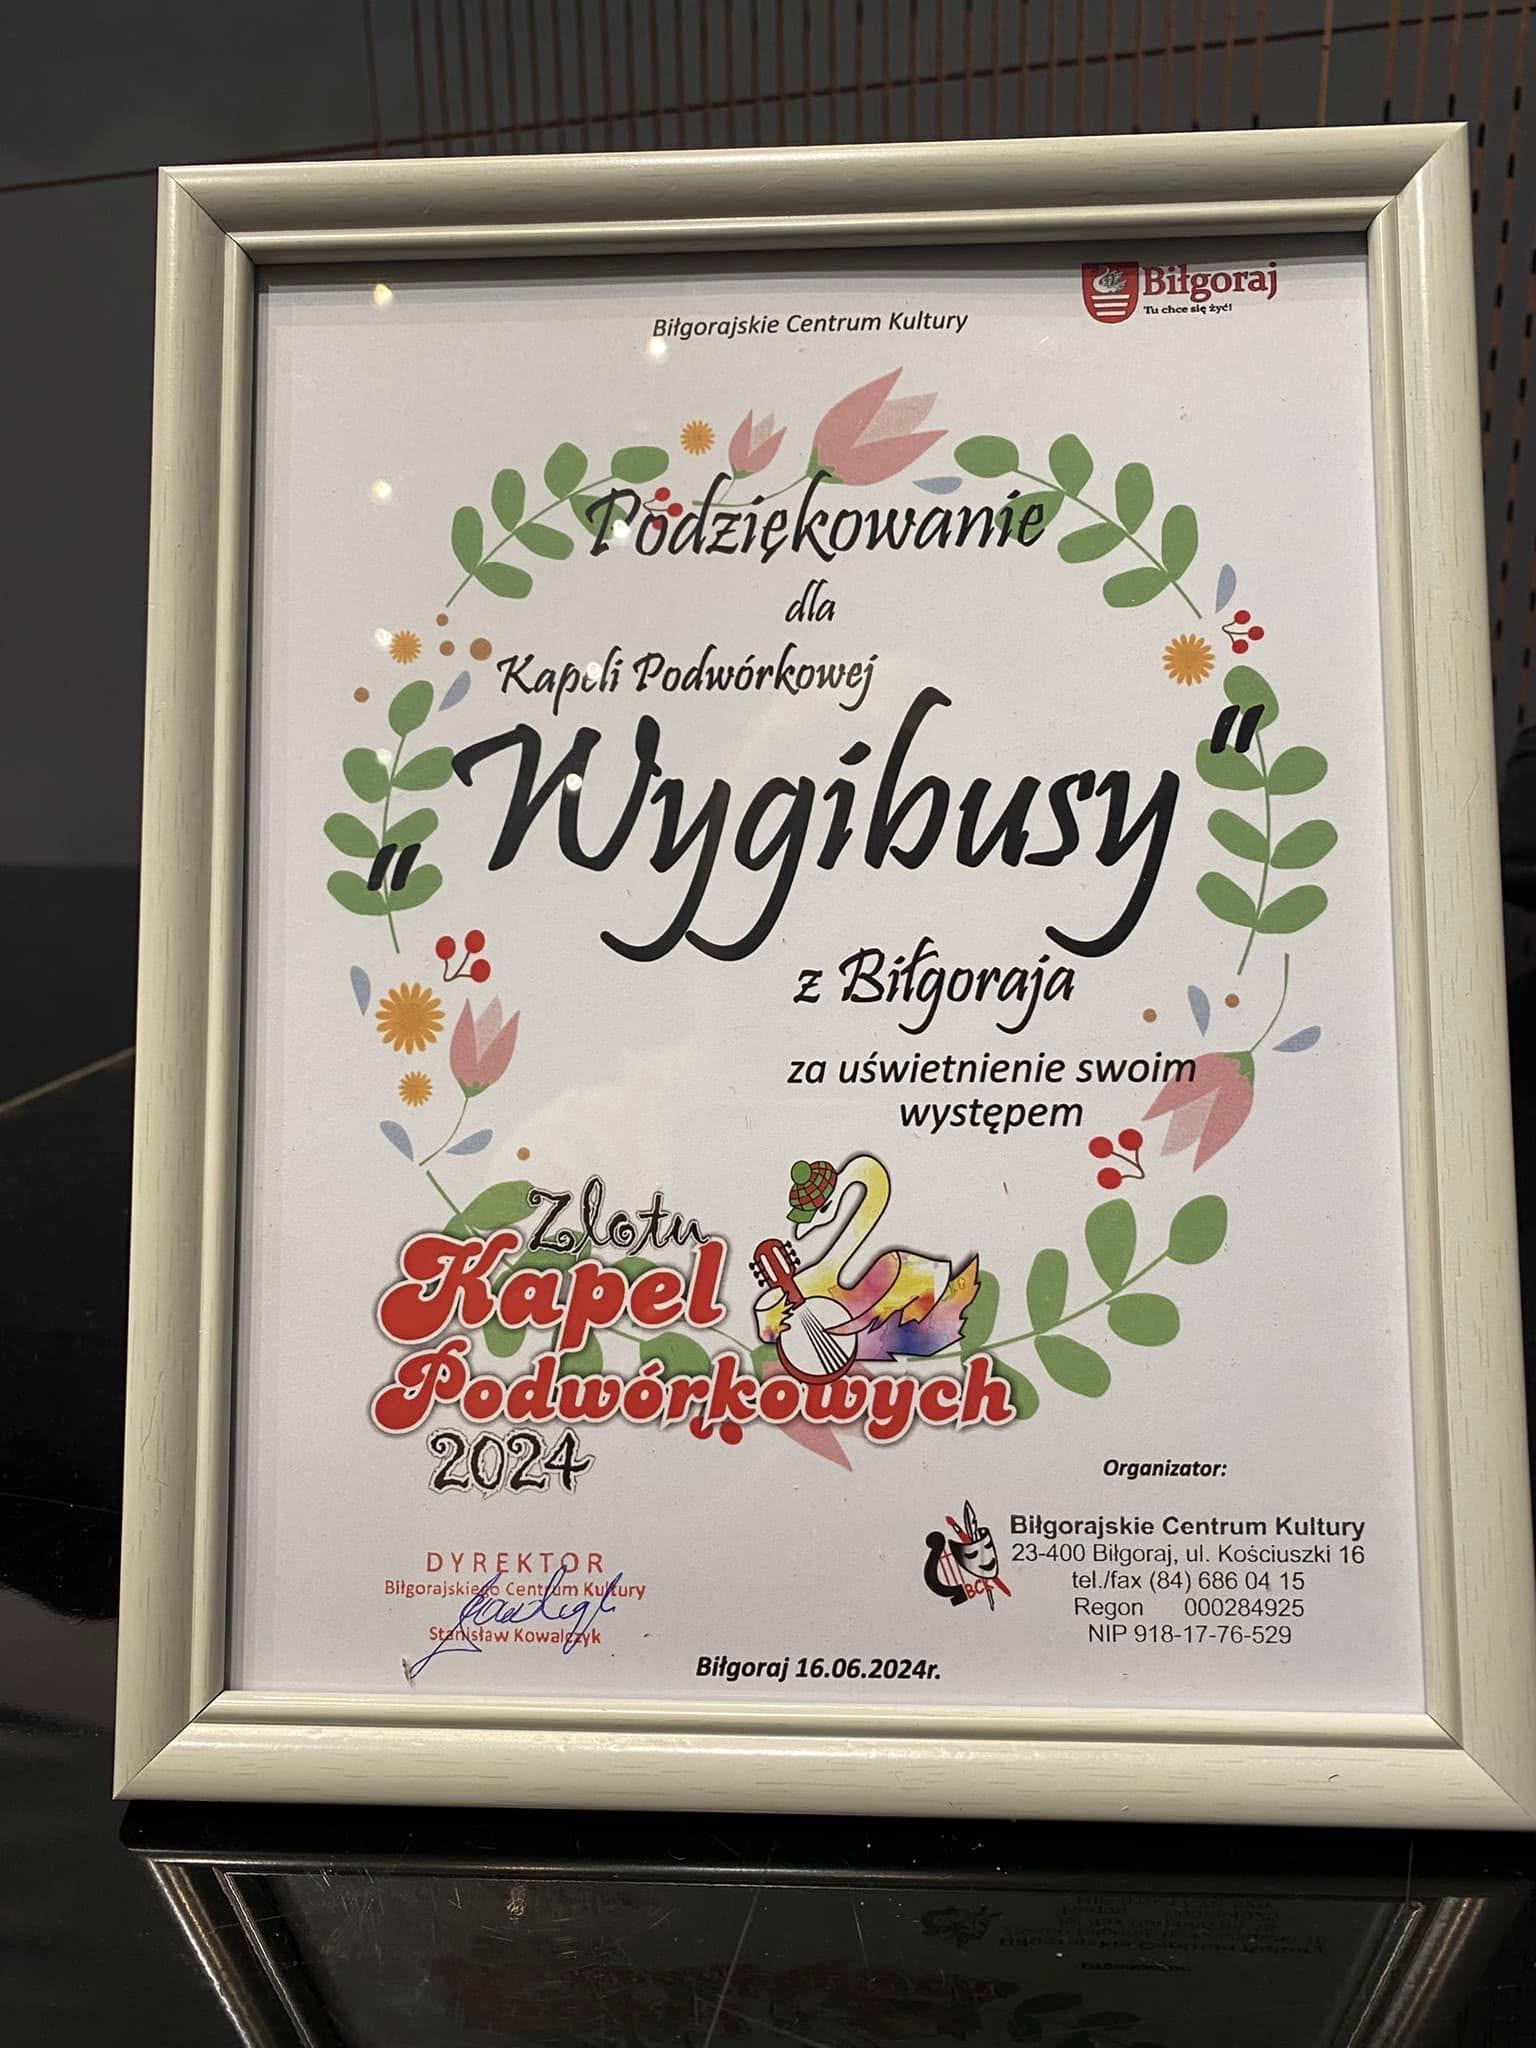 Biłgoraj
Tu chce się żyć!
Biłgorajskie Centrum Kultury
Podziękowanie
dla
Kapeli Podwórkowej
"Wygibusy"
z Biłgoraja
za uświetnienie swoim
występem
Zlotu
Kapel
Podwórkowych
2024
Organizator:
BCK
Biłgorajskie Centrum Kultury
23-400 Biłgoraj, ul. Kościuszki 16
tel./fax (84) 686 04 15
Regon 000284925
NIP 918-17-76-529
DYREKTOR
Biłgorajskiego Centrum Kultury
Stanisław Kowalczyk
Biłgoraj 16.06.2024r.